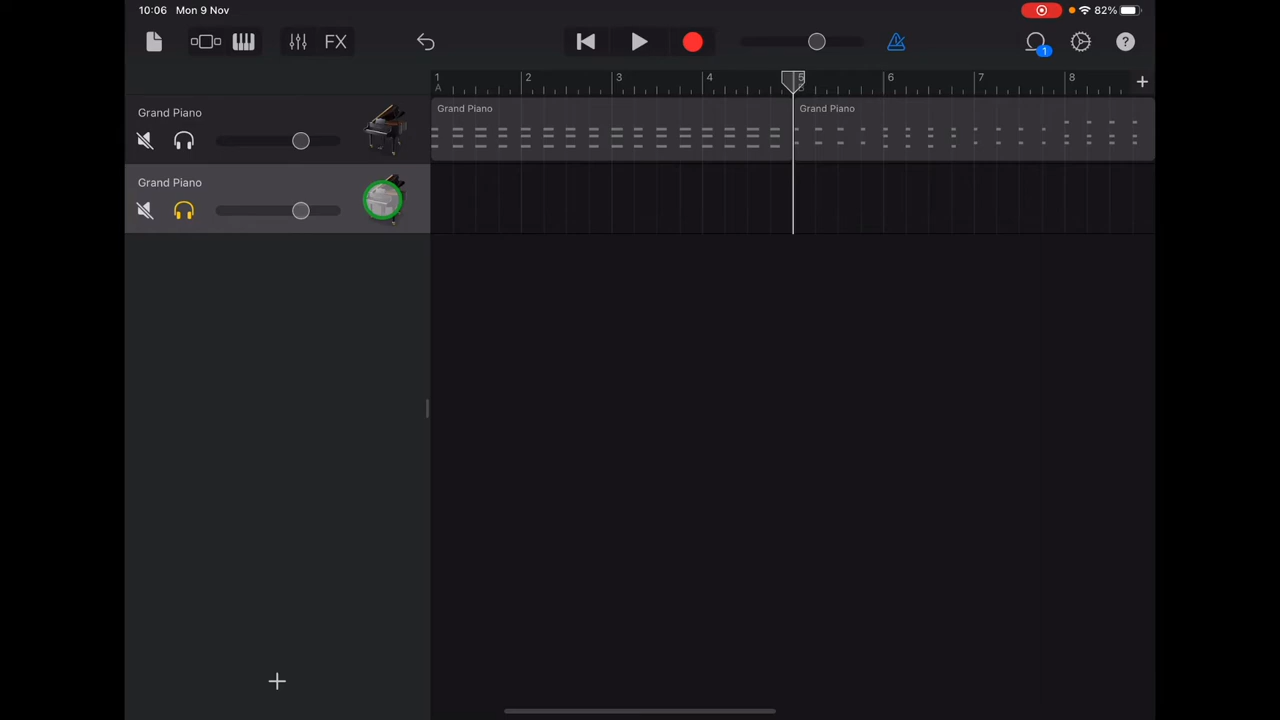 10:06 Mon 9 Nov 82%
FX
1
?
1 2 3 4 5 6 7 8 +
A B
Grand Piano Grand Piano Grand Piano
Grand Piano
+